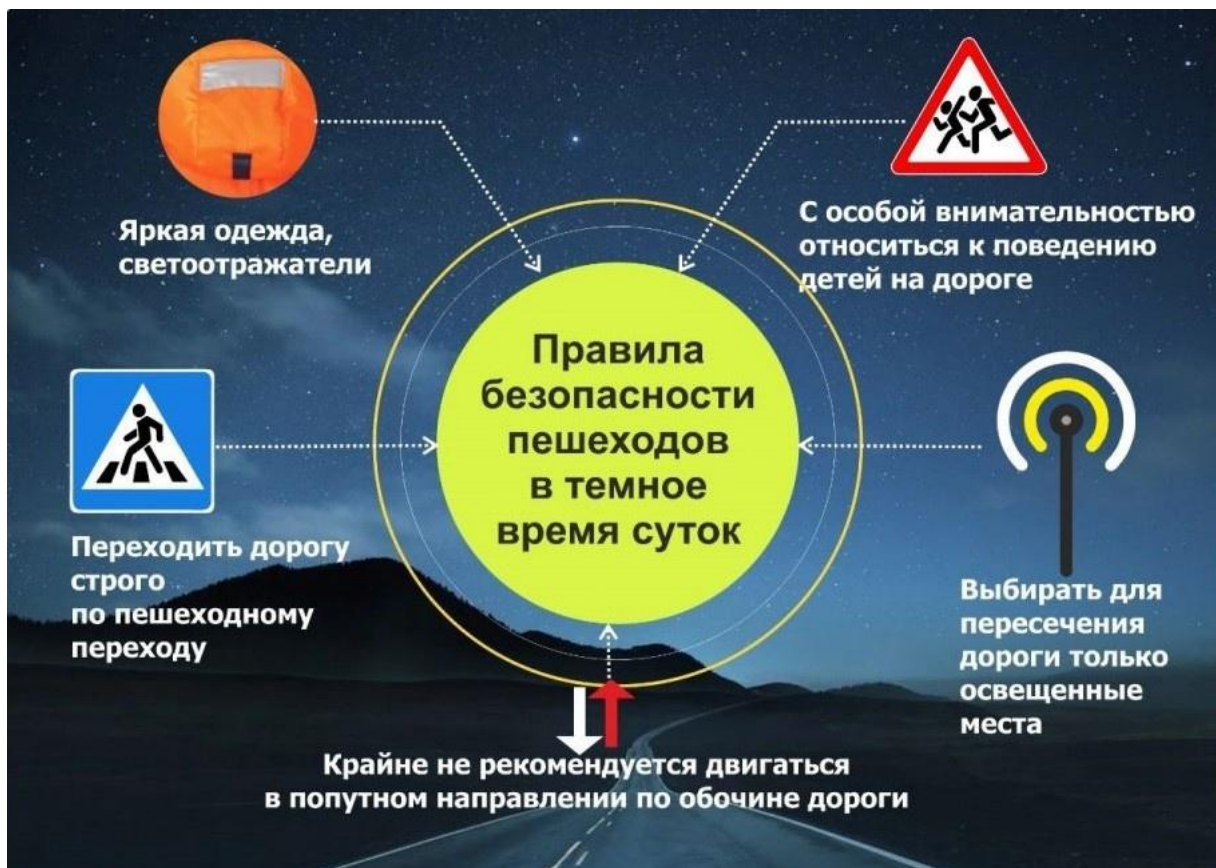 Яркая одежда,
светоотражатели
С особой внимательностью
относиться к поведению
детей на дороге
Правила
безопасности
пешеходов
в темное
время суток
Переходить дорогу
строго
по пешеходному
переходу
Выбирать для
пересечения
дороги только
освещенные
места
Крайне не рекомендуется двигаться
в попутном направлении по обочине дороги